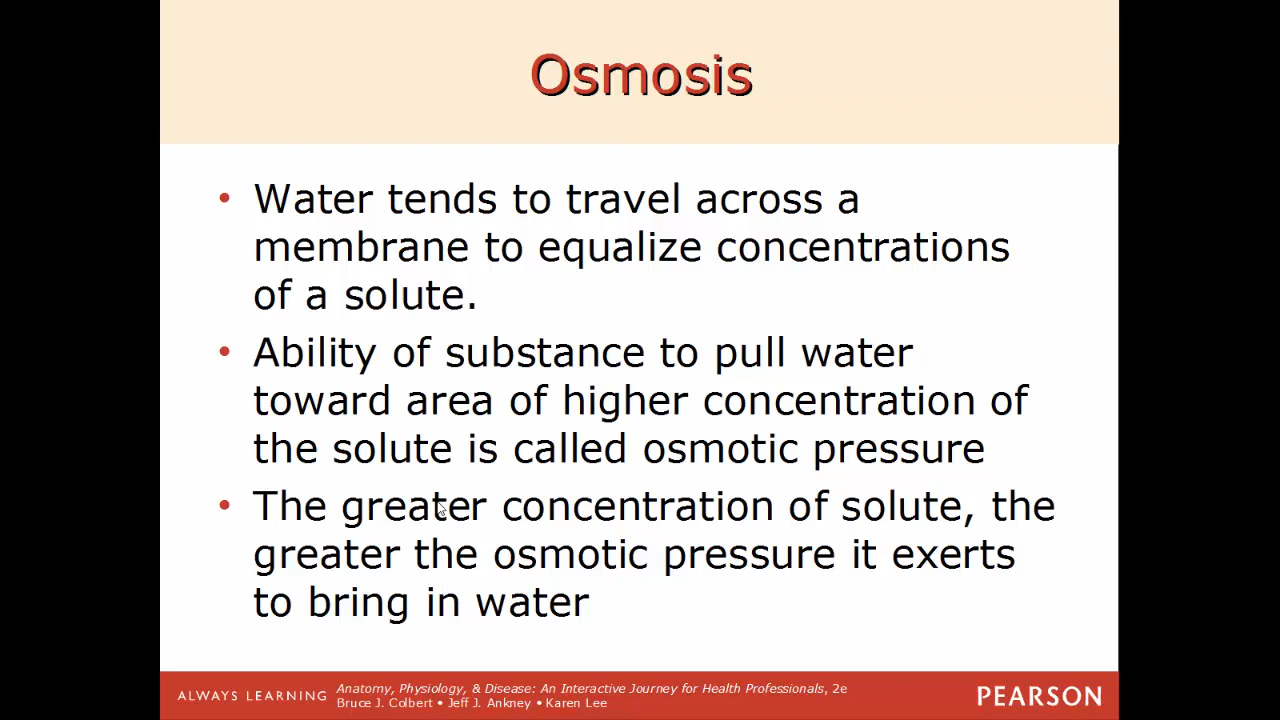 Osmosis
• Water tends to travel across a
membrane to equalize concentrations
of a solute.
• Ability of substance to pull water
toward area of higher concentration of
the solute is called osmotic pressure
• The greater concentration of solute, the
greater the osmotic pressure it exerts
to bring in water
ALWAYS LEARNING
Anatomy, Physiology, & Disease: An Interactive Journey for Health Professionals, 2e
Bruce J. Colbert • Jeff J. Ankney • Karen Lee
PEARSON